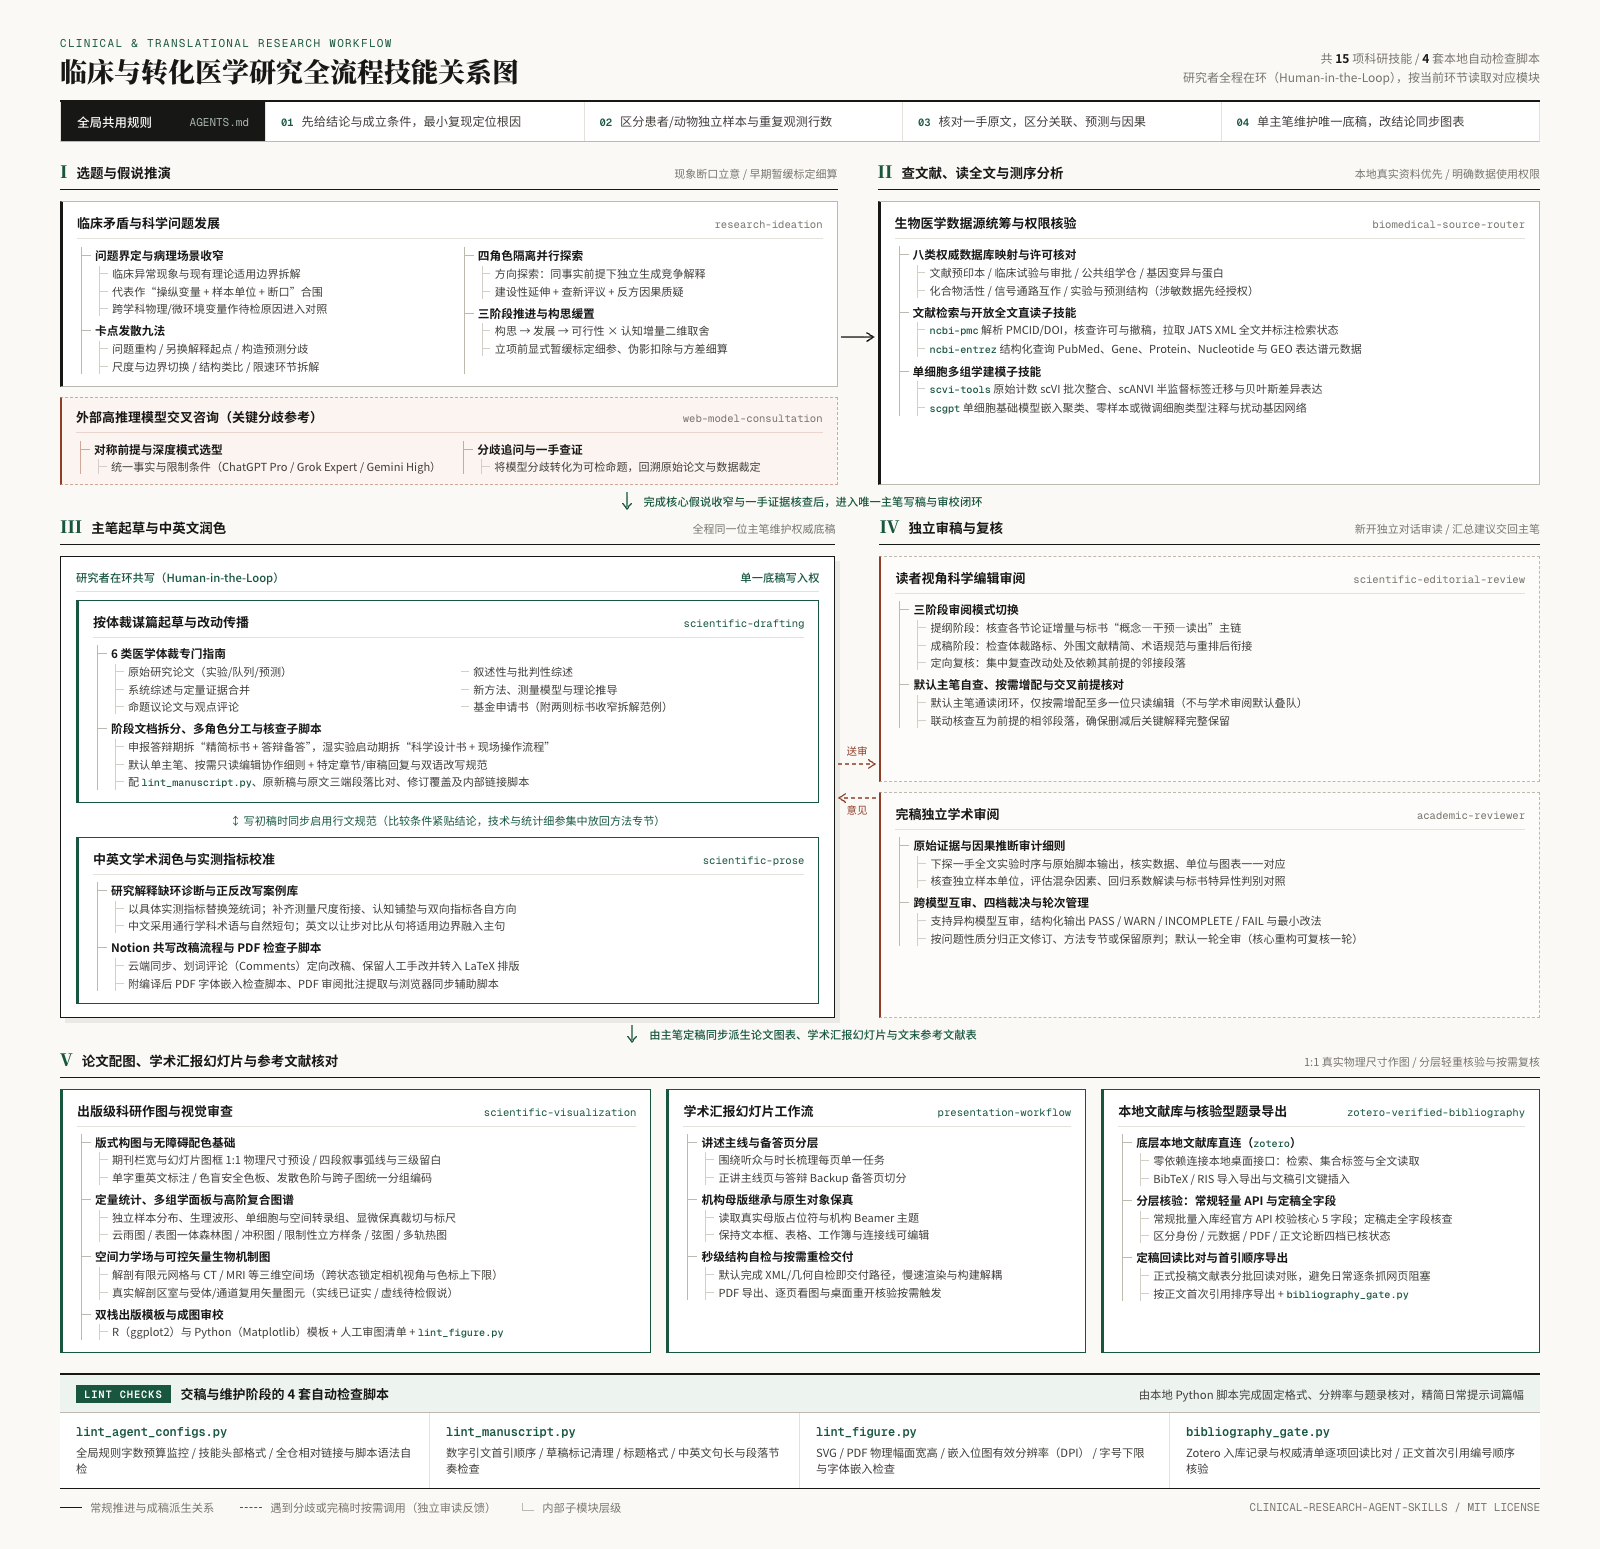 CLINICAL & TRANSLATIONAL RESEARCH WORKFLOW
临床与转化医学研究全流程技能关系图
共 15 项科研技能 / 4 套本地自动检查脚本
研究者全程在环（Human-in-the-Loop），按当前环节读取对应模块
全局共用规则 AGENTS.md
01 先给结论与成立条件，最小复现定位根因
02 区分患者/动物独立样本与重复观测行数
03 核对一手原文，区分关联、预测与因果
04 单主笔维护唯一底稿，改结论同步图表
I 选题与假说推演
现象断口立意 / 早期暂缓标定细算
临床矛盾与科学问题发展 research-ideation
问题界定与病理场景收窄
临床异常现象与现有理论适用边界拆解
代表作“操纵变量 + 样本单位 + 断口”合围
跨学科物理/微环境变量作待检原因进入对照
卡点发散九法
问题重构 / 另换解释起点 / 构造预测分歧
尺度与边界切换 / 结构类比 / 限速环节拆解
四角色隔离并行探索
方向探索：同事实前提下独立生成竞争解释
建设性延伸 + 查新评议 + 反方因果质疑
三阶段推进与构思缓置
构思 → 发展 → 可行性 × 认知增量二维取舍
立项前显式暂缓标定细参、伪影扣除与方差细算
外部高推理模型交叉咨询（关键分歧参考） web-model-consultation
对称前提与深度模式选型
统一事实与限制条件（ChatGPT Pro / Grok Expert / Gemini High）
分歧追问与一手查证
将模型分歧转化为可检命题，回溯原始论文与数据裁定
II 查文献、读全文与测序分析
本地真实资料优先 / 明确数据使用权限
生物医学数据源统筹与权限核验 biomedical-source-router
八类权威数据库映射与许可核对
文献预印本 / 临床试验与审批 / 公共组学仓 / 基因变异与蛋白
化合物活性 / 信号通路互作 / 实验与预测结构（涉敏数据先经授权）
文献检索与开放全文直读子技能
ncbi-pmc 解析 PMCID/DOI，核查许可与撤稿，拉取 JATS XML 全文并标注检索状态
ncbi-entrez 结构化查询 PubMed、Gene、Protein、Nucleotide 与 GEO 表达谱元数据
单细胞多组学建模子技能
scvi-tools 原始计数 scVI 批次整合、scANVI 半监督标签迁移与贝叶斯差异表达
scgpt 单细胞基础模型嵌入聚类、零样本或微调细胞类型注释与扰动基因网络
完成核心假说收窄与一手证据核查后，进入唯一主笔写稿与审校闭环
III 主笔起草与中英文润色
全程同一位主笔维护权威底稿
研究者在环共写（Human-in-the-Loop） 单一底稿写入权
按体裁谋篇起草与改动传播 scientific-drafting
6 类医学体裁专门指南
原始研究论文（实验/队列/预测）
系统综述与定量证据合并
命题议论文与观点评论
叙述性与批判性综述
新方法、测量模型与理论推导
基金申请书（附两则标书收窄拆解范例）
阶段文档拆分、多角色分工与核查子脚本
申报答辩期拆“精简标书 + 答辩备答”，湿实验启动期拆“科学设计书 + 现场操作流程”
默认单主笔、按需只读编辑协作细则 + 特定章节/审稿回复与双语改写规范
配 lint_manuscript.py、原新稿与原文三端段落比对、修订覆盖及内部链接脚本
↕ 写初稿时同步启用行文规范（比较条件紧贴结论，技术与统计细参集中放回方法专节）
中英文学术润色与实测指标校准 scientific-prose
研究解释缺环诊断与正反改写案例库
以具体实测指标替换笼统词；补齐测量尺度衔接、认知铺垫与双向指标各自方向
中文采用通行学科术语与自然短句；英文以让步对比从句将适用边界融入主句
Notion 共写改稿流程与 PDF 检查子脚本
云端同步、划词评论（Comments）定向改稿、保留人工手改并转入 LaTeX 排版
附编译后 PDF 字体嵌入检查脚本、PDF 审阅批注提取与浏览器同步辅助脚本
送审
意见
IV 独立审稿与复核
新开独立对话审读 / 汇总建议交回主笔
读者视角科学编辑审阅 scientific-editorial-review
三阶段审阅模式切换
提纲阶段：核查各节论证增量与标书“概念—干预—读出”主链
成稿阶段：检查体裁路标、外围文献精简、术语规范与重排后衔接
定向复核：集中复查改动处及依赖其前提的邻接段落
默认主笔自查、按需增配与交叉前提核对
默认主笔通读闭环，仅按需增配至多一位只读编辑（不与学术审阅默认叠队）
联动核查互为前提的相邻段落，确保删减后关键解释完整保留
完稿独立学术审阅 academic-reviewer
原始证据与因果推断审计细则
下探一手全文实验时序与原始脚本输出，核实数据、单位与图表一一对应
核查独立样本单位，评估混杂因素、回归系数解读与标书特异性判别对照
跨模型互审、四档裁决与轮次管理
支持异构模型互审，结构化输出 PASS / WARN / INCOMPLETE / FAIL 与最小改法
按问题性质分归正文修订、方法专节或保留原判；默认一轮全审（核心重构可复核一轮）
由主笔定稿同步派生论文图表、学术汇报幻灯片与文末参考文献表
V 论文配图、学术汇报幻灯片与参考文献核对
1:1 真实物理尺寸作图 / 分层轻重核验与按需复核
出版级科研作图与视觉审查 scientific-visualization
版式构图与无障碍配色基础
期刊栏宽与幻灯片图框 1:1 物理尺寸预设 / 四段叙事弧线与三级留白
单字重英文标注 / 色盲安全色板、发散色阶与跨子图统一分组编码
定量统计、多组学面板与高阶复合图谱
独立样本分布、生理波形、单细胞与空间转录组、显微保真裁切与标尺
云雨图 / 表图一体森林图 / 冲积图 / 限制性立方样条 / 弦图 / 多轨热图
空间力学场与可控矢量生物机制图
解剖有限元网格与 CT / MRI 等三维空间场（跨状态锁定相机视角与色标上下限）
真实解剖区室与受体/通道复用矢量图元（实线已证实 / 虚线待检假说）
双栈出版模板与成图审校
R（ggplot2）与 Python（Matplotlib）模板 + 人工审图清单 + lint_figure.py
学术汇报幻灯片工作流 presentation-workflow
讲述主线与备答页分层
围绕听众与时长梳理每页单一任务
正讲主线页与答辩 Backup 备答页切分
机构母版继承与原生对象保真
读取真实母版占位符与机构 Beamer 主题
保持文本框、表格、工作簿与连接线可编辑
秒级结构自检与按需重检交付
默认完成 XML/几何自检即交付路径，慢速渲染与构建解耦
PDF 导出、逐页看图与桌面重开核验按需触发
本地文献库与核验型题录导出 zotero-verified-bibliography
底层本地文献库直连（zotero）
零依赖连接本地桌面接口：检索、集合标签与全文读取
BibTeX / RIS 导入导出与文稿引文键插入
分层核验：常规轻量 API 与定稿全字段
常规批量入库经官方 API 校验核心 5 字段；定稿走全字段核查
区分身份 / 元数据 / PDF / 正文论断四档已核状态
定稿回读比对与首引顺序导出
正式投稿文献表分批回读对账，避免日常逐条抓网页阻塞
按正文首次引用排序导出 + bibliography_gate.py
LINT CHECKS 交稿与维护阶段的 4 套自动检查脚本
由本地 Python 脚本完成固定格式、分辨率与题录核对，精简日常提示词篇幅
lint_agent_configs.py
全局规则字数预算监控 / 技能头部格式 / 全仓相对链接与脚本语法自
检
lint_manuscript.py
数字引文首引顺序 / 草稿标记清理 / 标题格式 / 中英文句长与段落节
奏检查
lint_figure.py
SVG / PDF 物理幅面宽高 / 嵌入位图有效分辨率（DPI） / 字号下限
与字体嵌入检查
bibliography_gate.py
Zotero 入库记录与权威清单逐项回读比对 / 正文首次引用编号顺序
核验
常规推进与成稿派生关系
遇到分歧或完稿时按需调用（独立审读反馈）
内部子模块层级
CLINICAL-RESEARCH-AGENT-SKILLS / MIT LICENSE